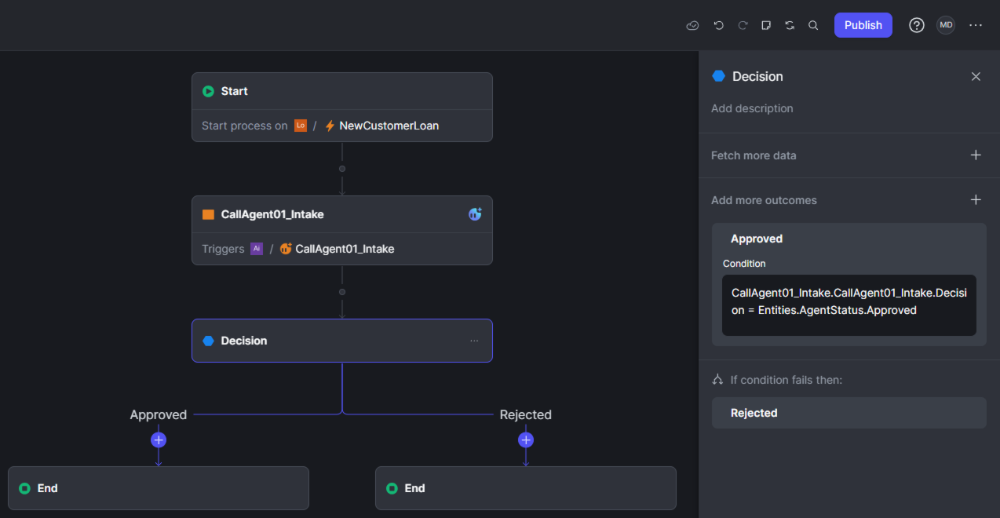 Publish
MD
Start
Start process on Lo / NewCustomerLoan
CallAgent01_Intake
Triggers Ai / CallAgent01_Intake
Decision
Approved
Rejected
End
End
Decision
Add description
Fetch more data
Add more outcomes
Approved
Condition
CallAgent01_Intake.CallAgent01_Intake.Decisi
on = Entities.AgentStatus.Approved
If condition fails then:
Rejected